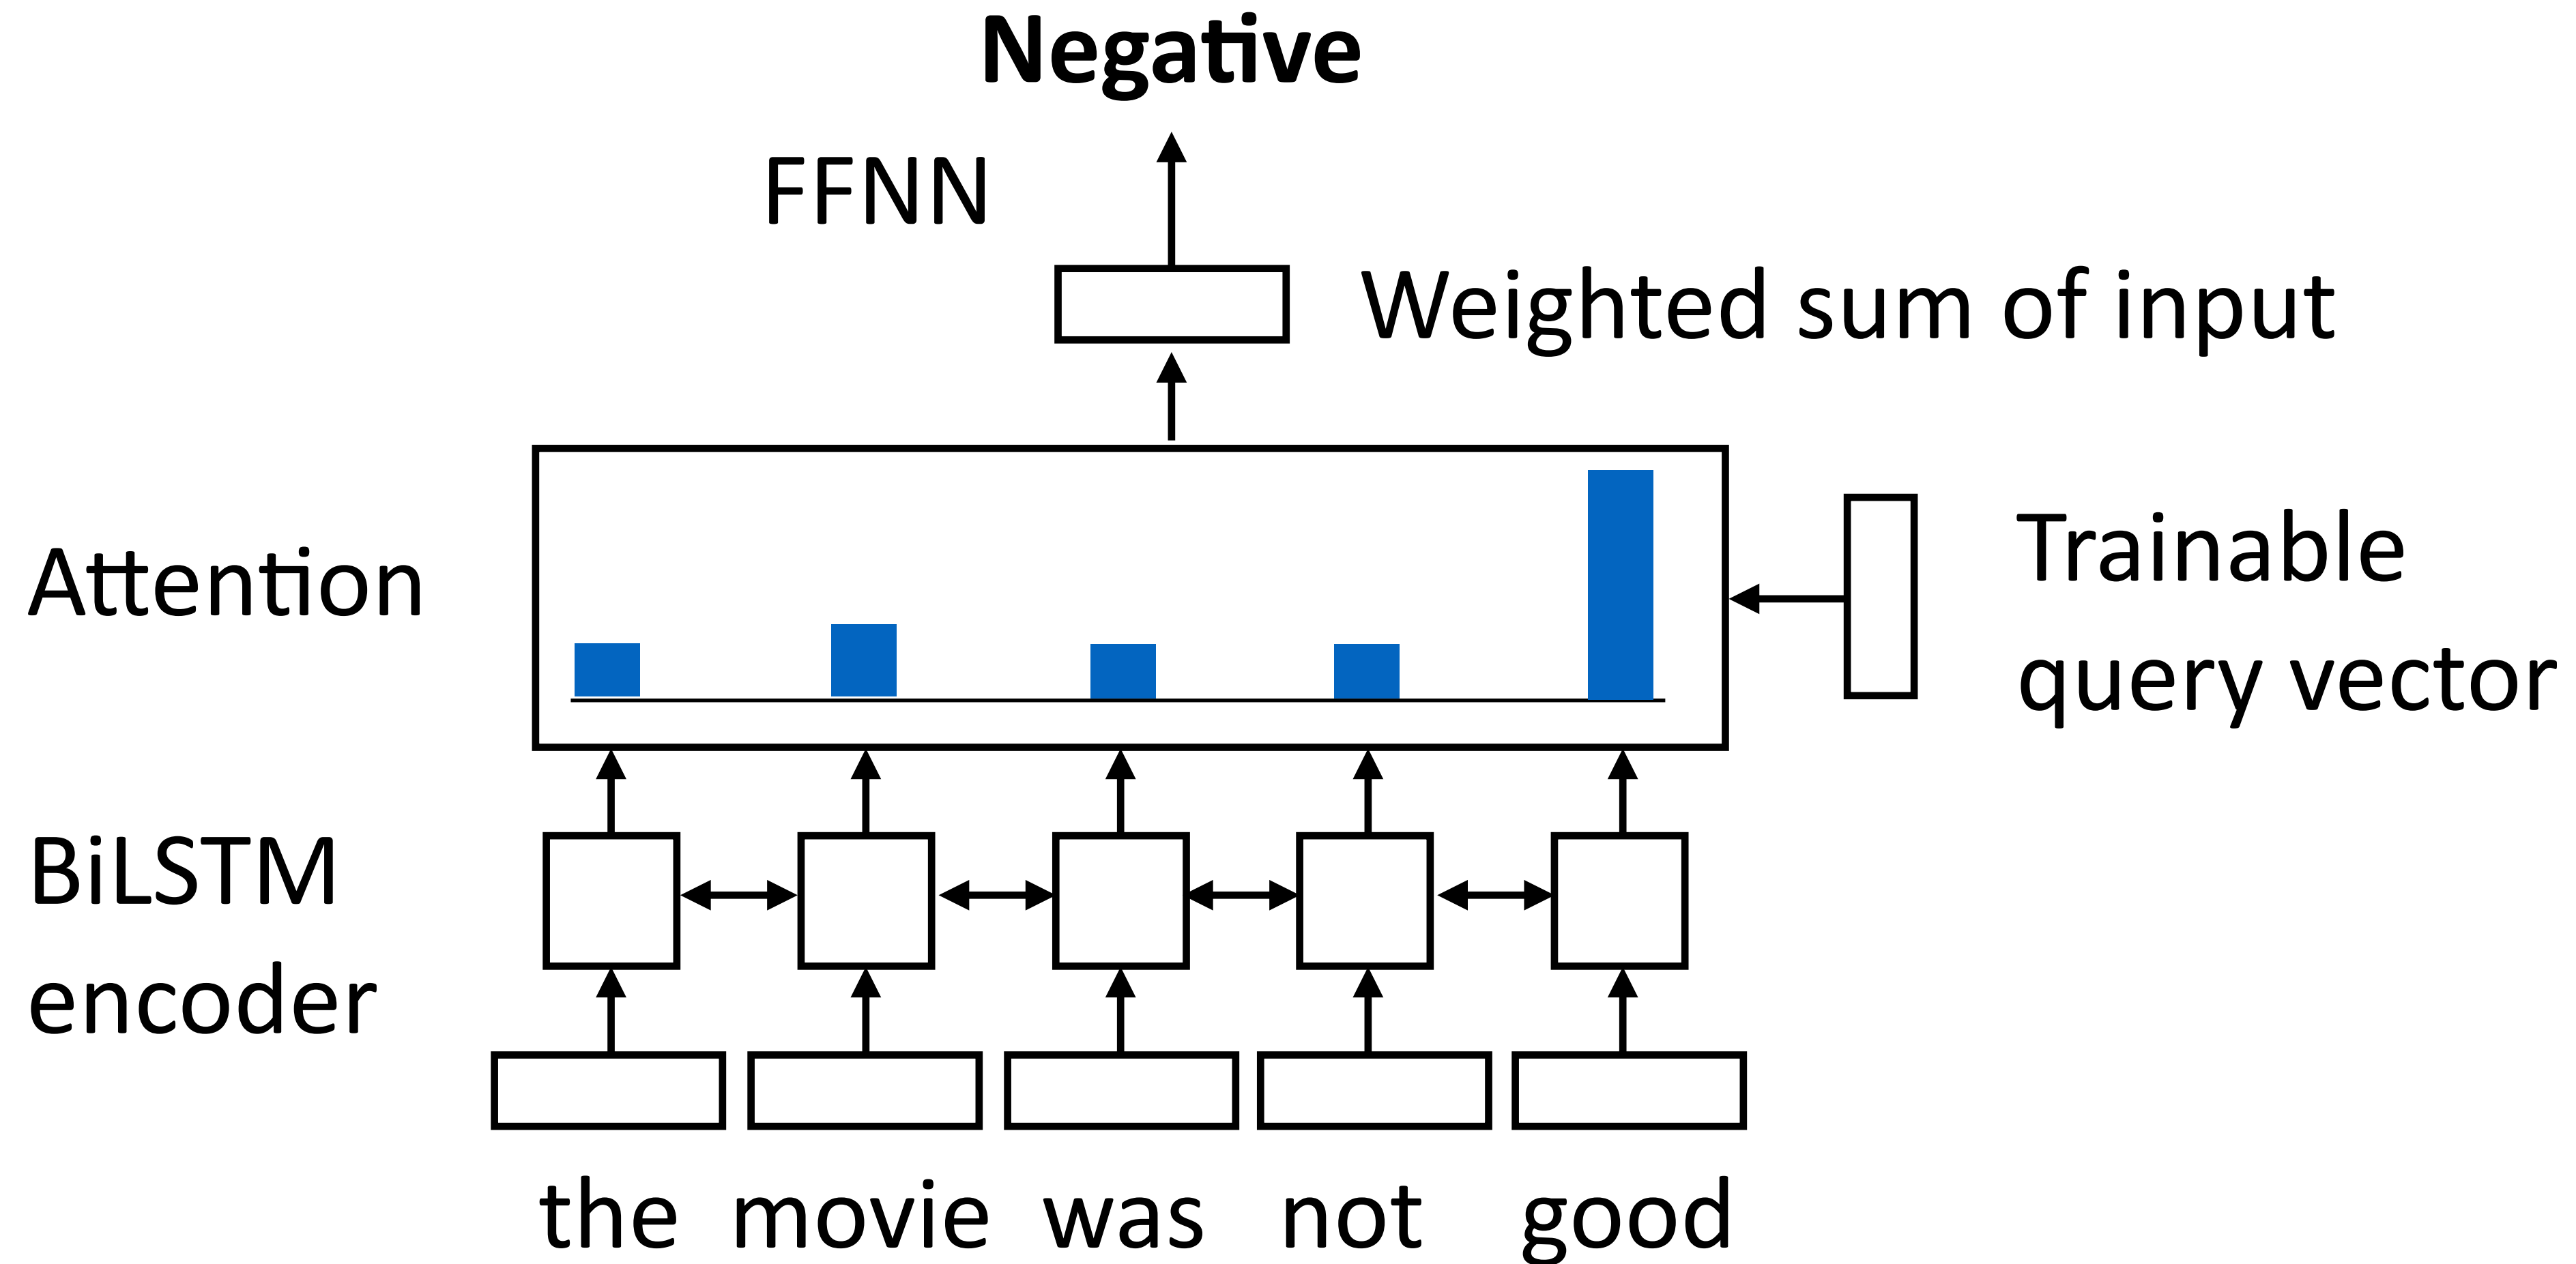 Negative
FFNN
Weighted sum of input
Attention
Trainable
query vector
BiLSTM
encoder
the movie was not good